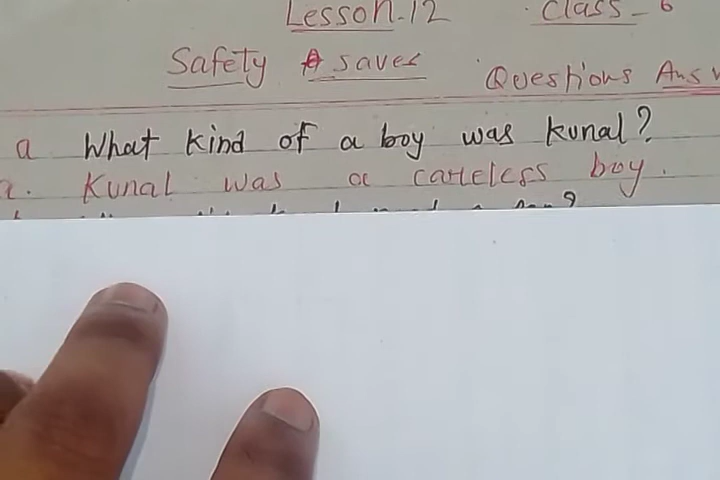 Lesson-12 Class-6
Safety saves Questions Ans
a What kind of a boy was Kunal?
Kunal was a careless boy.